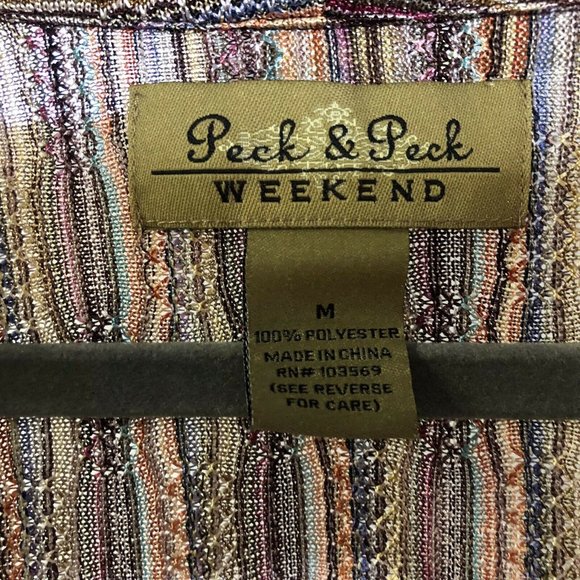 Peck & Peck
WEEKEND
M
100% POLYESTER
MADE IN CHINA
RN# 103569
(SEE REVERSE
FOR CARE)